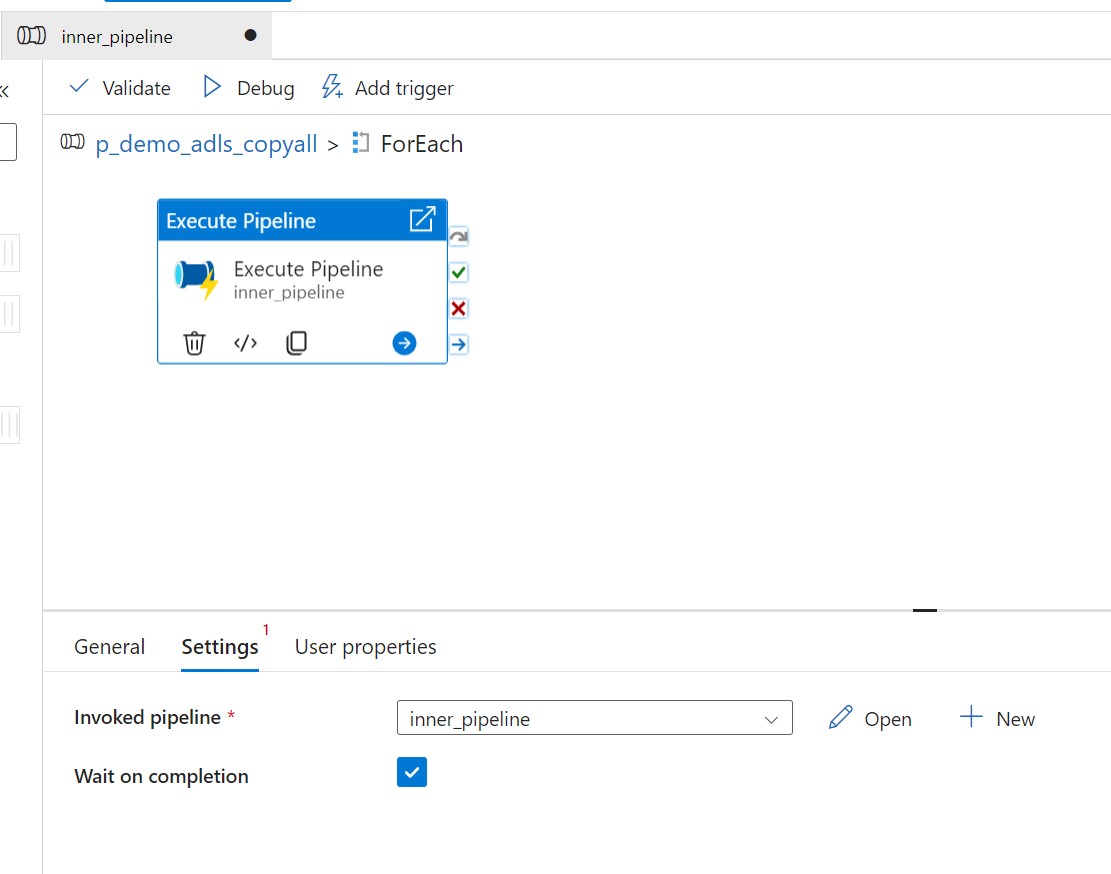 inner_pipeline
Validate Debug Add trigger
p_demo_adls_copyall > ForEach
Execute Pipeline
Execute Pipeline
inner_pipeline
General Settings 1 User properties
Invoked pipeline * inner_pipeline Open New
Wait on completion